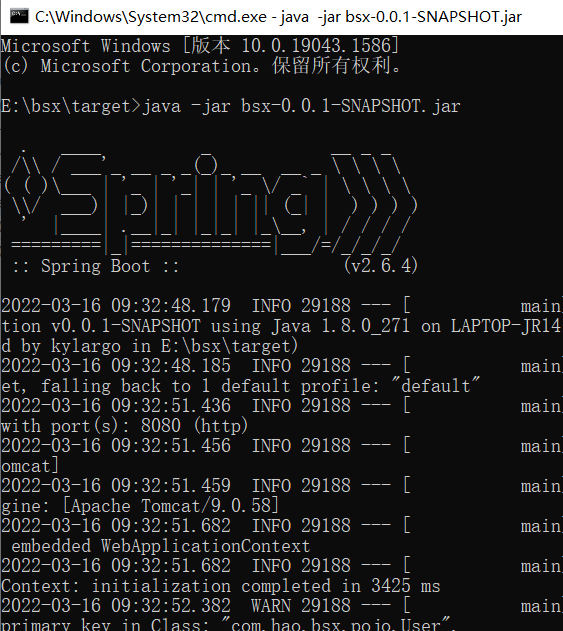 C:\Windows\System32\cmd.exe - java  -jar bsx-0.0.1-SNAPSHOT.jar
Microsoft Windows [版本 10.0.19043.1586]
(c) Microsoft Corporation。保留所有权利。
E:\bsx\target>java -jar bsx-0.0.1-SNAPSHOT.jar
Spring
:: Spring Boot ::                (v2.6.4)
2022-03-16 09:32:48.179  INFO 29188 --- [           main
tion v0.0.1-SNAPSHOT using Java 1.8.0_271 on LAPTOP-JR14
d by kylargo in E:\bsx\target)
2022-03-16 09:32:48.185  INFO 29188 --- [           main
et, falling back to 1 default profile: "default"
2022-03-16 09:32:51.436  INFO 29188 --- [           main
with port(s): 8080 (http)
2022-03-16 09:32:51.456  INFO 29188 --- [           main
omcat]
2022-03-16 09:32:51.459  INFO 29188 --- [           main
gine: [Apache Tomcat/9.0.58]
2022-03-16 09:32:51.682  INFO 29188 --- [           main
embedded WebApplicationContext
2022-03-16 09:32:51.682  INFO 29188 --- [           main
Context: initialization completed in 3425 ms
2022-03-16 09:32:52.382  WARN 29188 --- [           main
primary key in Class: "com.hao.bsx.pojo.User"